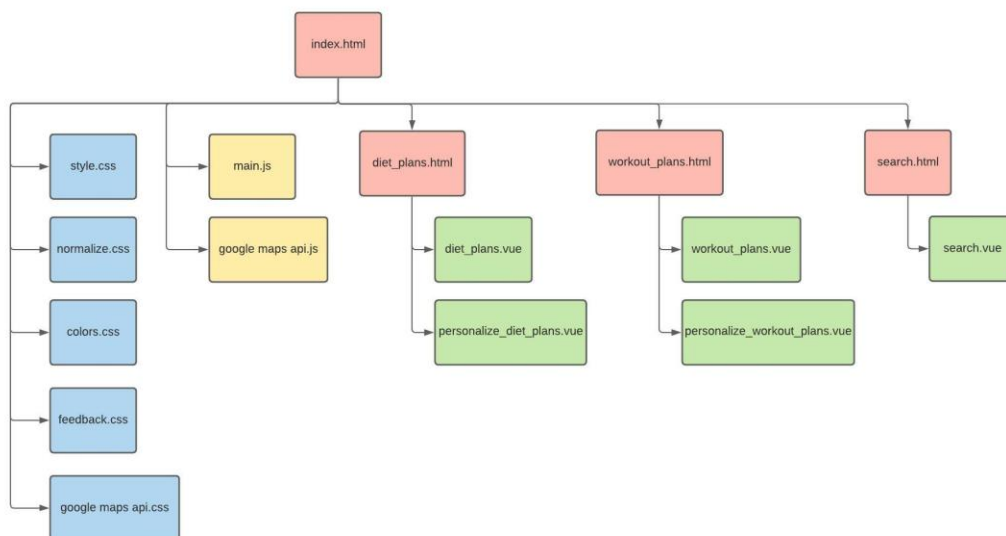 index.html
style.css
main.js
diet_plans.html
workout_plans.html
search.html
normalize.css
google maps api.js
diet_plans.vue
workout_plans.vue
search.vue
colors.css
personalize_diet_plans.vue
personalize_workout_plans.vue
feedback.css
google maps api.css